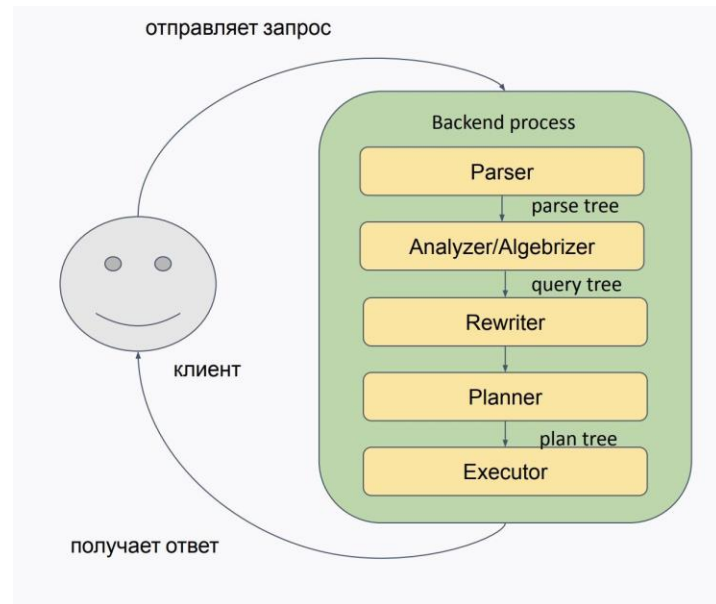 отправляет запрос
Backend process
Parser
parse tree
Analyzer/Algebrizer
query tree
Rewriter
клиент
Planner
plan tree
Executor
получает ответ